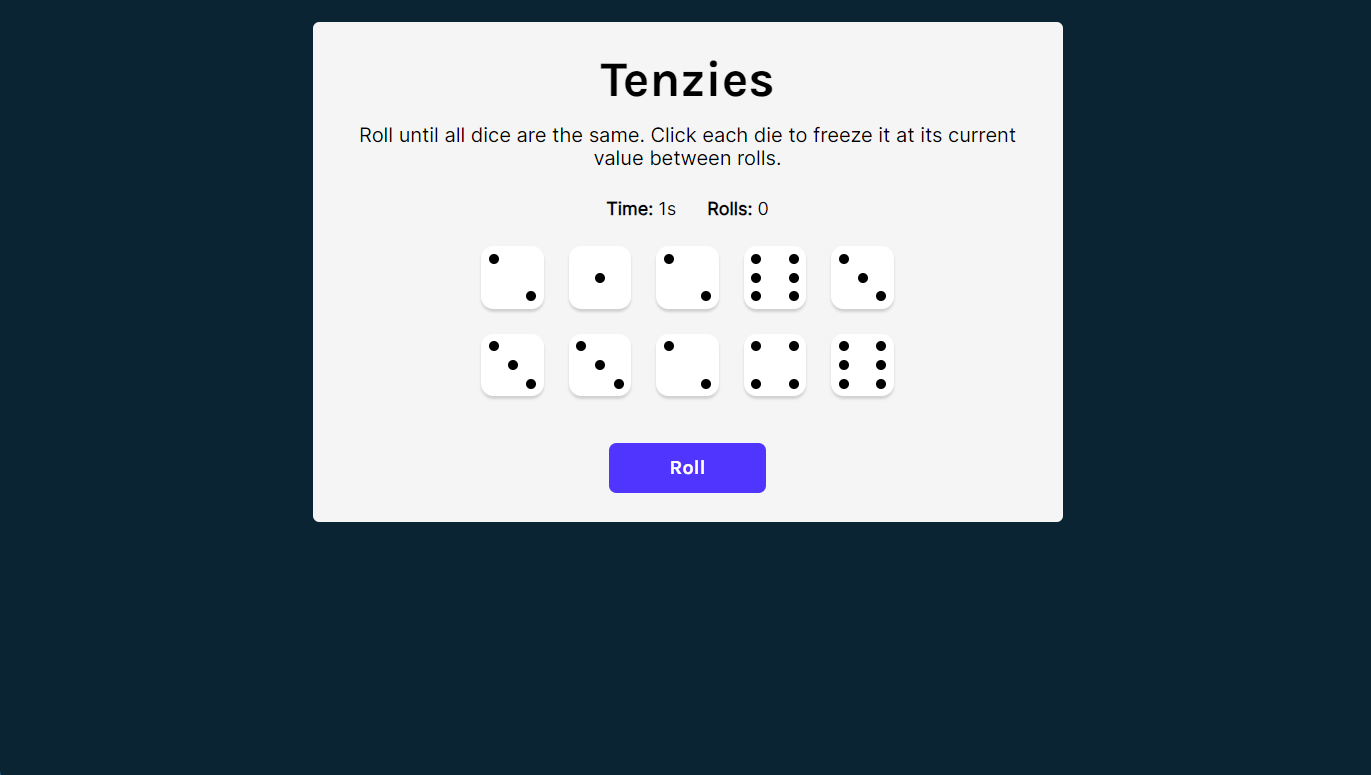 Tenzies
Roll until all dice are the same. Click each die to freeze it at its current
value between rolls.
Time: 1s Rolls: 0
Roll